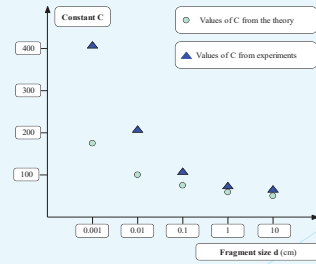 Constant C
Values of C from the theory
Values of C from experiments
400
300
200
100
0.001 0.01 0.1 1 10
Fragment size d (cm)